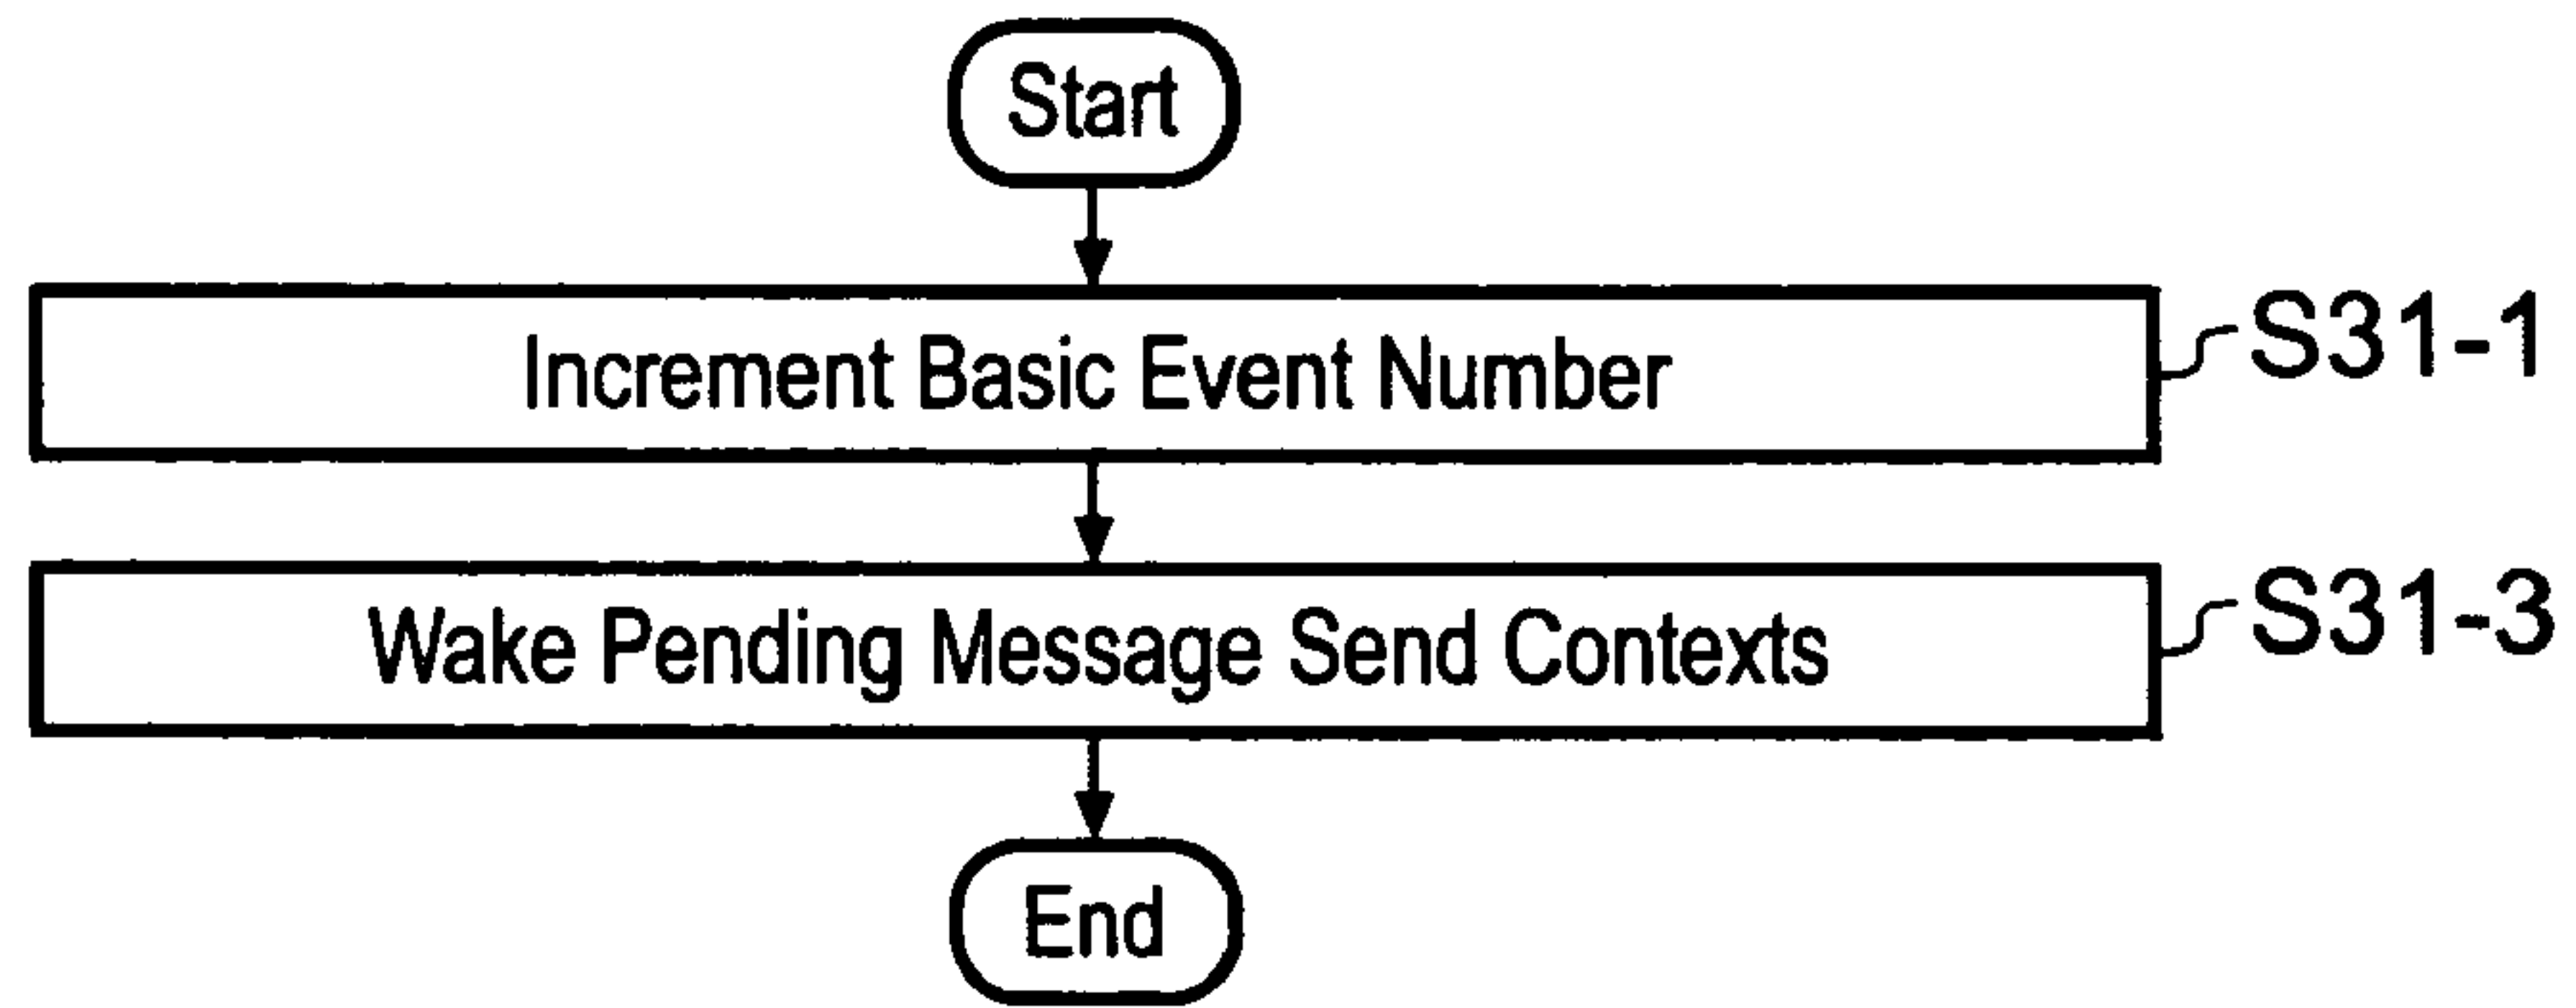 Start
Increment Basic Event Number
S31-1
Wake Pending Message Send Contexts
S31-3
End